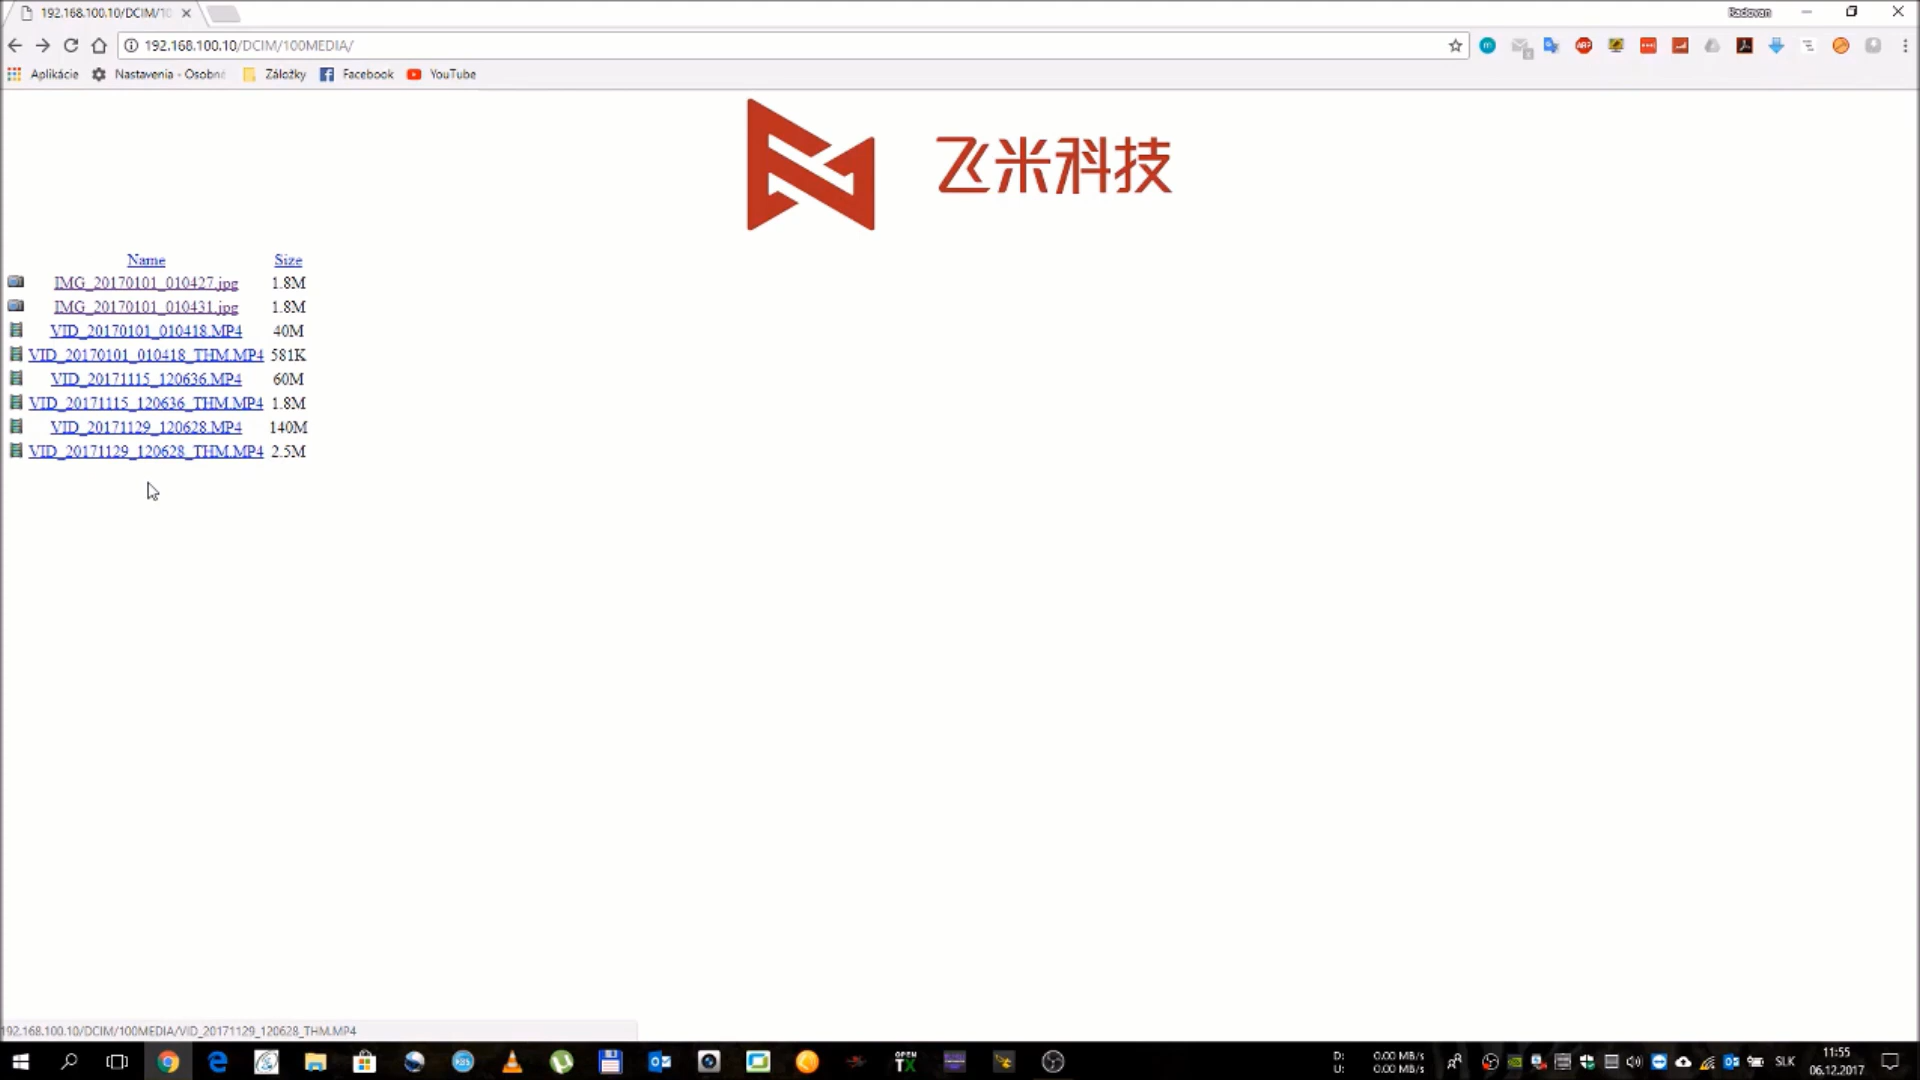 192.168.100.10/DCIM/10
Radovan
192.168.100.10/DCIM/100MEDIA/
Aplikácie
Nastavenia - Osobné
Záložky
Facebook
YouTube
飞米科技
Name Size
IMG_20170101_010427.jpg 1.8M
IMG_20170101_010431.jpg 1.8M
VID_20170101_010418.MP4 40M
VID_20170101_010418_THM.MP4 581K
VID_20171115_120636.MP4 60M
VID_20171115_120636_THM.MP4 1.8M
VID_20171129_120628.MP4 140M
VID_20171129_120628_THM.MP4 2.5M
192.168.100.10/DCIM/100MEDIA/VID_20171129_120628_THM.MP4
OPEN
TX
D: 0.00 MB/s
U: 0.00 MB/s
SLK
11:55
06.12.2017